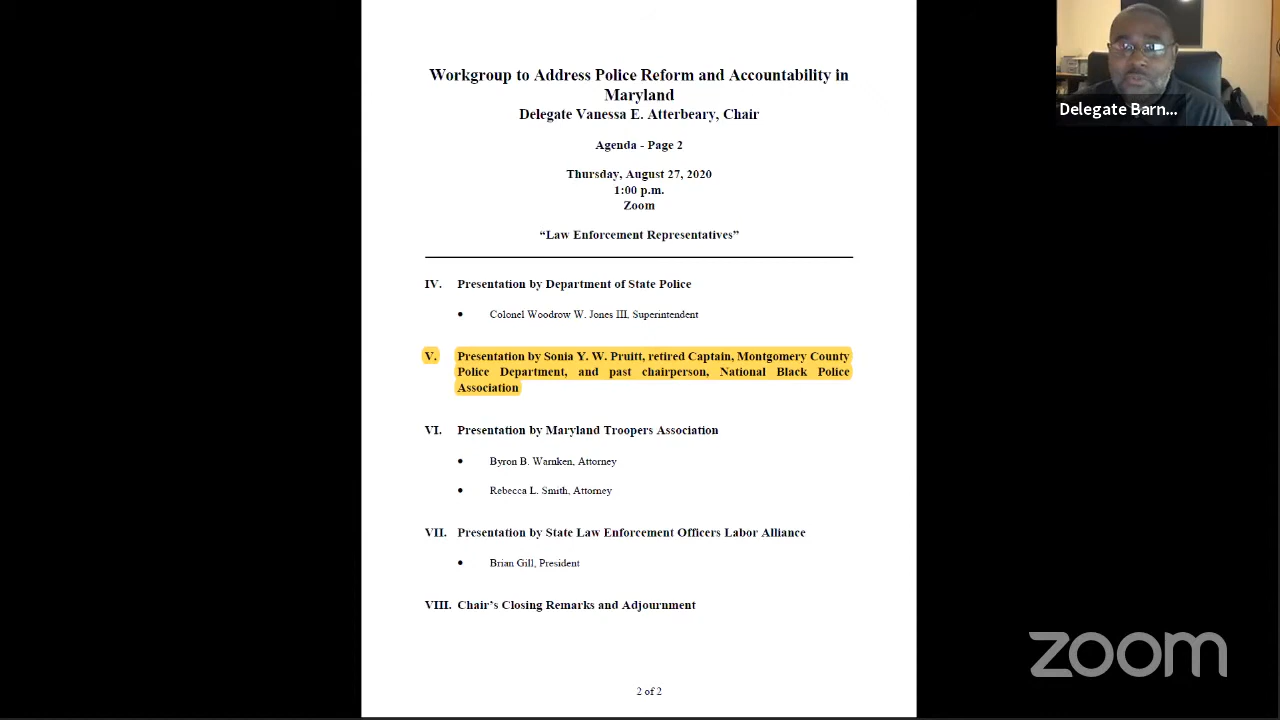 Workgroup to Address Police Reform and Accountability in
Maryland
Delegate Vanessa E. Atterbeary, Chair
Agenda - Page 2
Thursday, August 27, 2020
1:00 p.m.
Zoom
“Law Enforcement Representatives”
IV. Presentation by Department of State Police
• Colonel Woodrow W. Jones III, Superintendent
V. Presentation by Sonia Y. W. Pruitt, retired Captain, Montgomery County
Police Department, and past chairperson, National Black Police
Association
VI. Presentation by Maryland Troopers Association
• Byron B. Warnken, Attorney
• Rebecca L. Smith, Attorney
VII. Presentation by State Law Enforcement Officers Labor Alliance
• Brian Gill, President
VIII. Chair’s Closing Remarks and Adjournment
2 of 2
Delegate Barn...
zoom